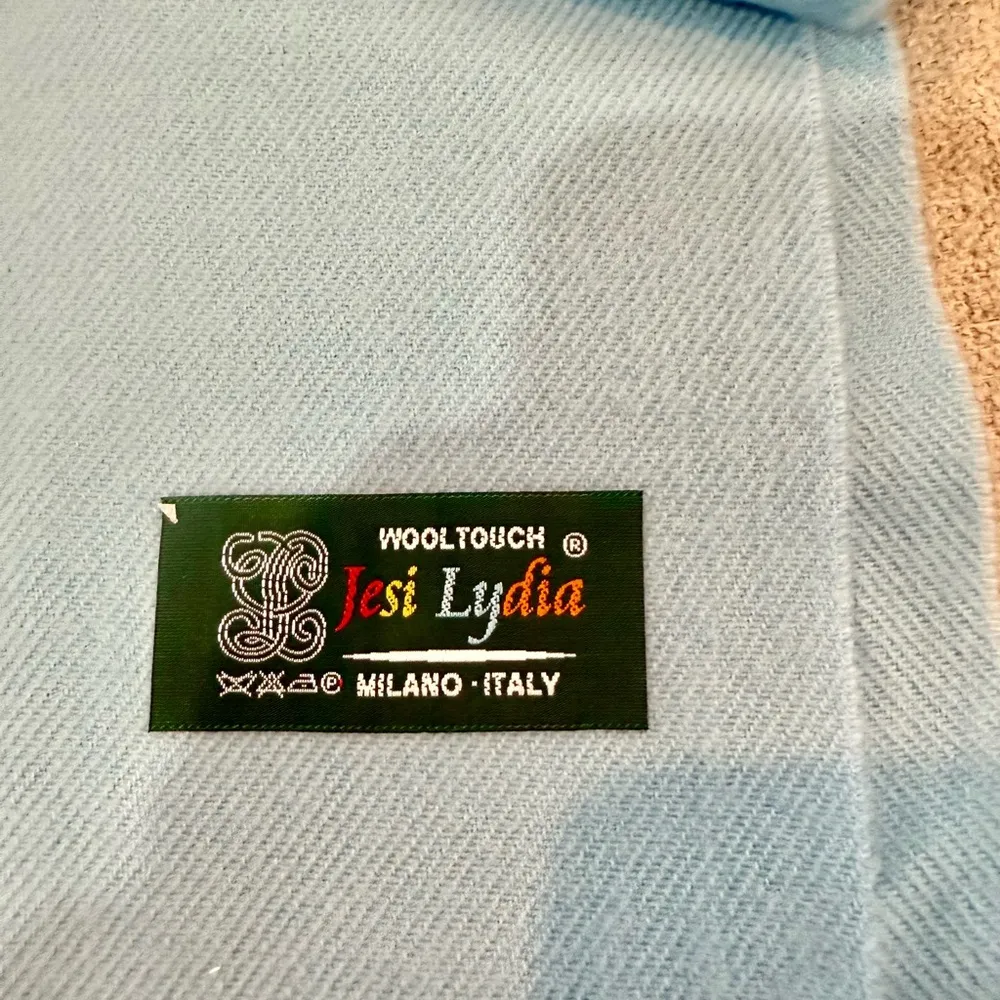 WOOLTOUCH ®
Jesi Lydia
MILANO · ITALY
Ⓟ